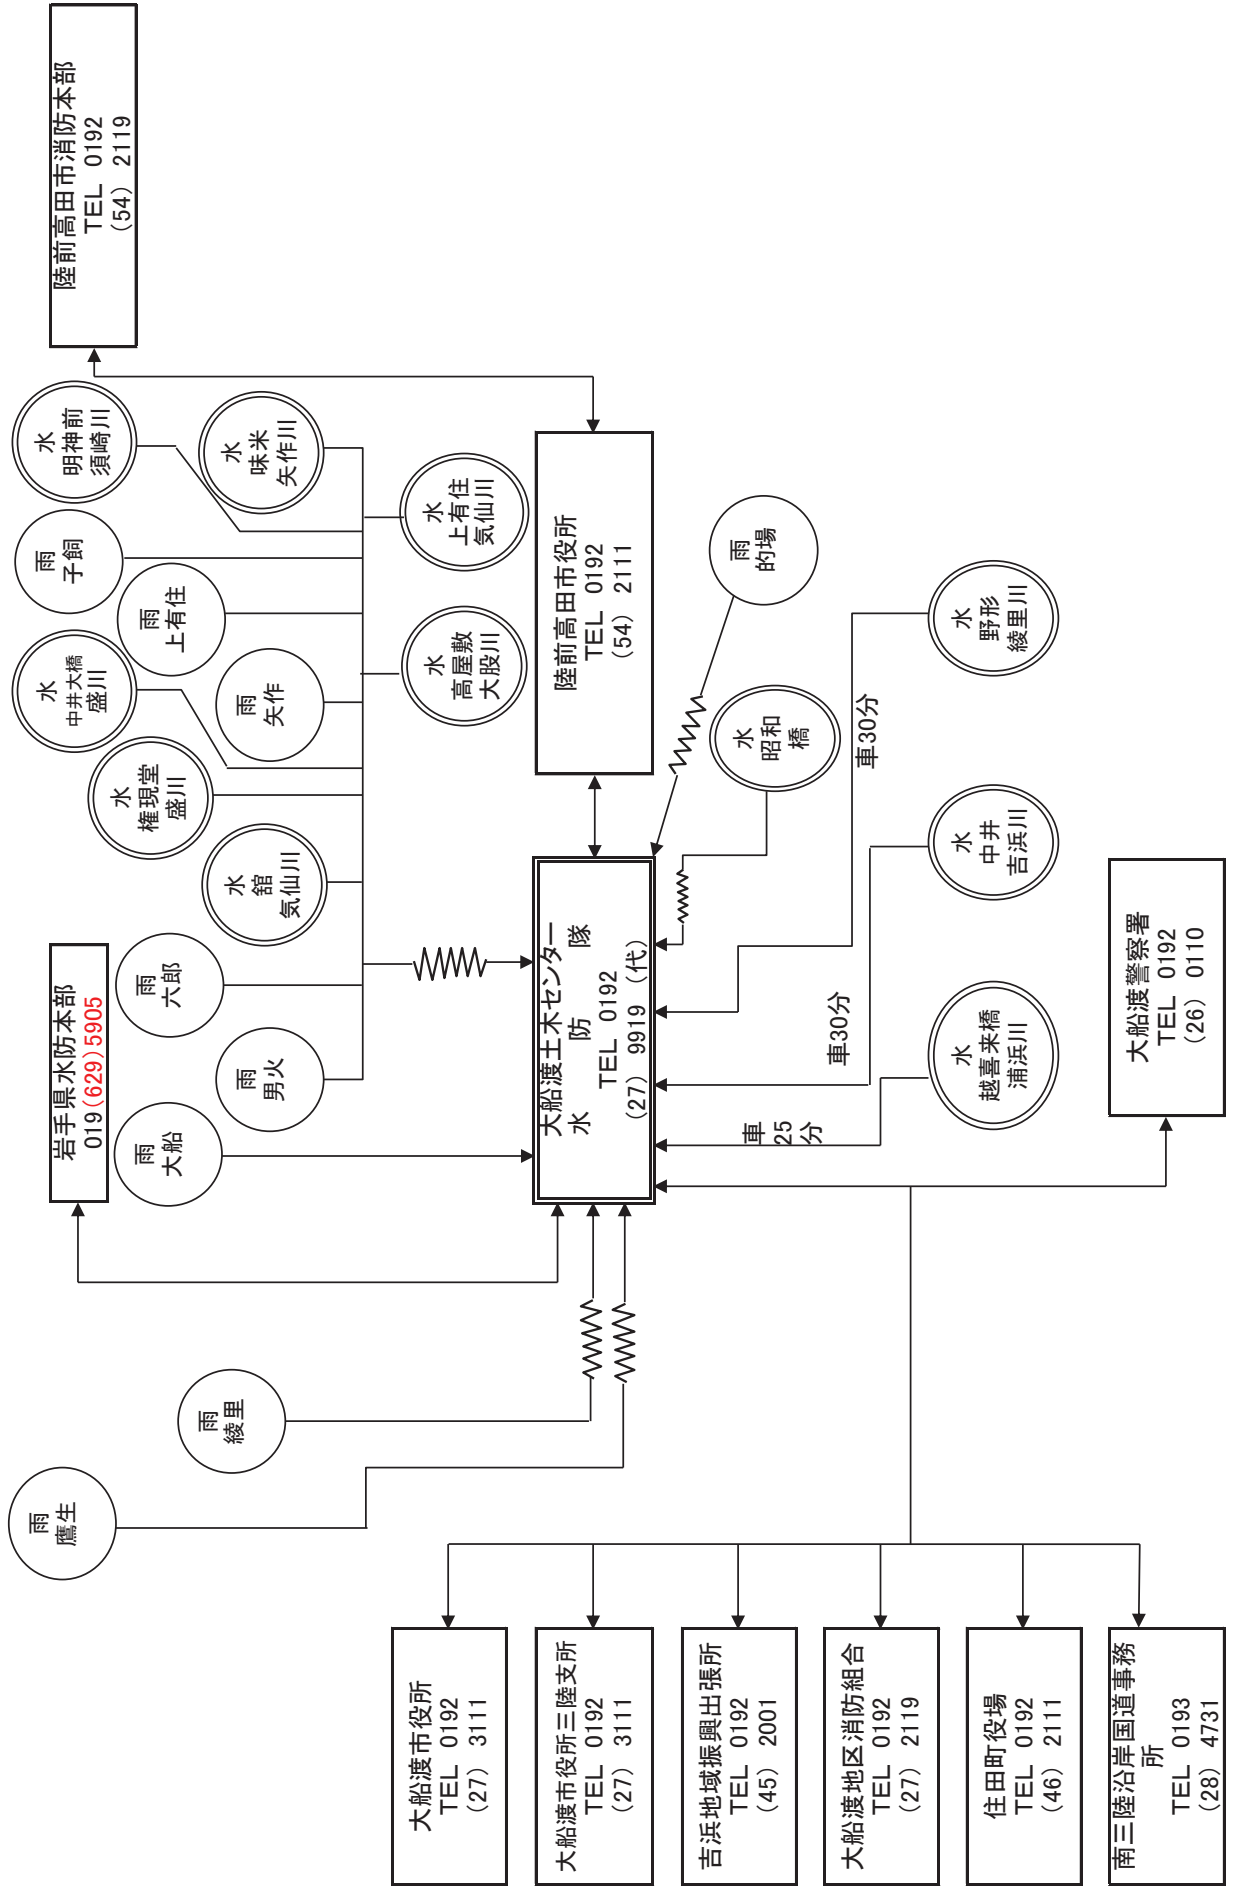 陸前高田市消防本部
TEL 0192
(54) 2119
水
明神前
須崎川
雨
子飼
水
中井大橋
盛川
雨
上有住
水
味米
矢作川
雨
矢作
水
権現堂
盛川
水
舘
気仙川
水
上有住
気仙川
水
高屋敷
大股川
雨
六郎
雨
男火
雨
大船
岩手県水防本部
019(629)5905
陸前高田市役所
TEL 0192
(54) 2111
雨
的場
水
昭和
橋
水
野形
綾里川
車30分
水
中井
吉浜川
車30分
水
越喜来橋
浦浜川
車
25
分
大船渡土木センター
水 防 隊
TEL 0192
(27) 9919 (代)
大船渡警察署
TEL 0192
(26) 0110
雨
綾里
雨
鷹生
大船渡市役所
TEL 0192
(27) 3111
大船渡市役所三陸支所
TEL 0192
(27) 3111
吉浜地域振興出張所
TEL 0192
(45) 2001
大船渡地区消防組合
TEL 0192
(27) 2119
住田町役場
TEL 0192
(46) 2111
南三陸沿岸国道事務
所
TEL 0193
(28) 4731